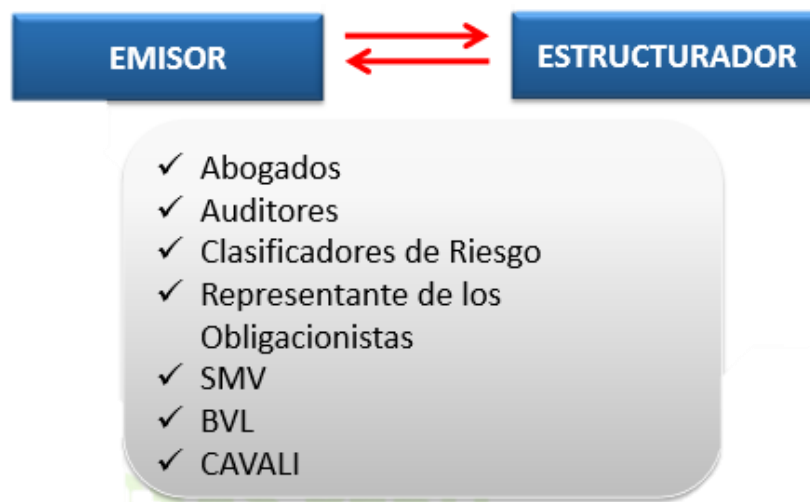 EMISOR
ESTRUCTURADOR
✓ Abogados
✓ Auditores
✓ Clasificadores de Riesgo
✓ Representante de los
Obligacionistas
✓ SMV
✓ BVL
✓ CAVALI